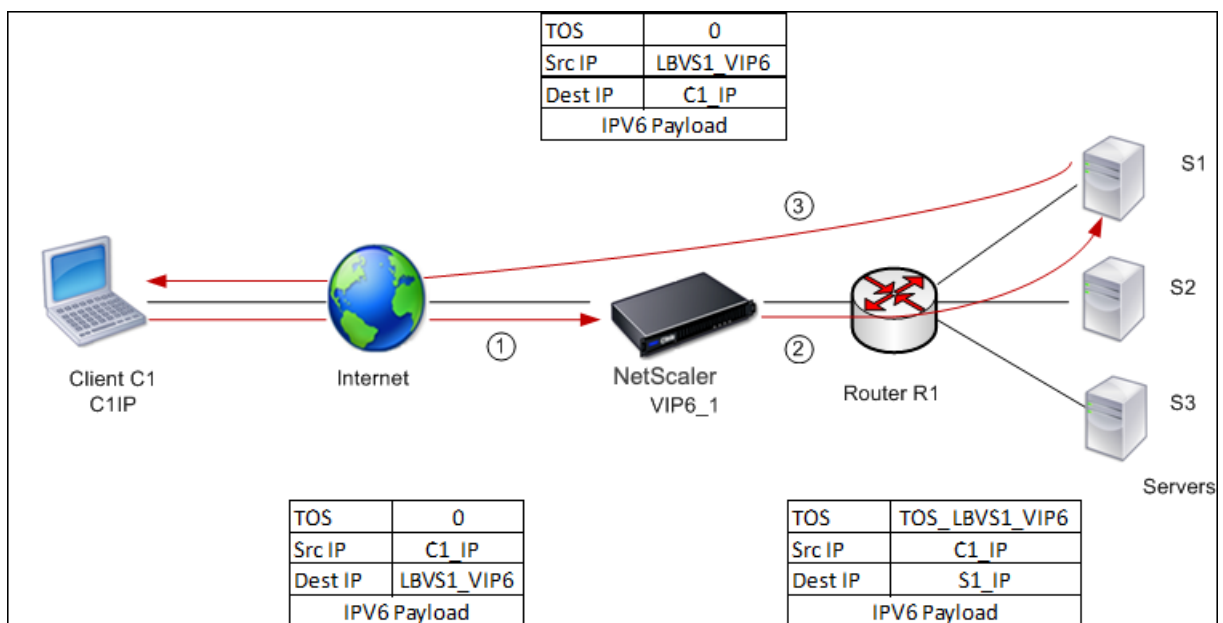 TOS 0
Src IP LBVS1_VIP6
Dest IP C1_IP
IPV6 Payload
S1
3
S2
1
2
Client C1
C1IP
Internet
NetScaler
VIP6_1
Router R1
S3
Servers
TOS 0
Src IP C1_IP
Dest IP LBVS1_VIP6
IPV6 Payload
TOS TOS_LBVS1_VIP6
Src IP C1_IP
Dest IP S1_IP
IPV6 Payload